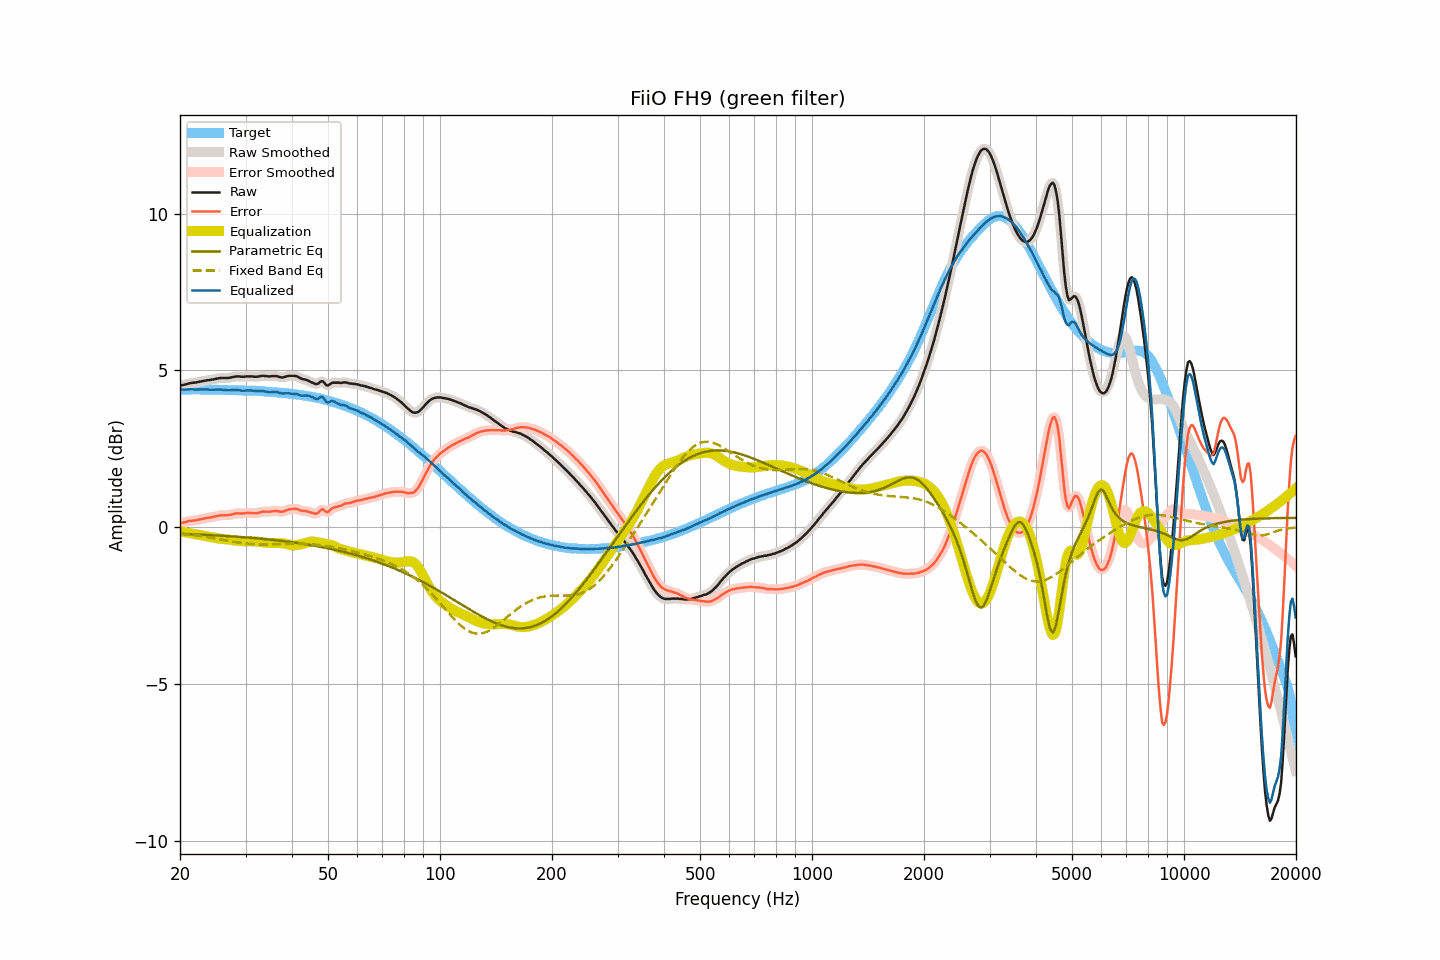 FiiO FH9 (green filter)
Target
Raw Smoothed
Error Smoothed
Raw
Error
Equalization
Parametric Eq
Fixed Band Eq
Equalized
Amplitude (dBr)
10
5
0
−5
−10
20 50 100 200 500 1000 2000 5000 10000 20000
Frequency (Hz)